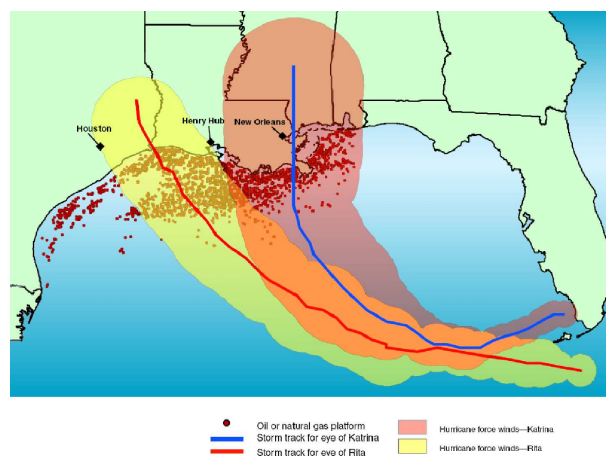 Houston
Henry Hub
New Orleans
Oil or natural gas platform
Storm track for eye of Katrina
Storm track for eye of Rita
Hurricane force winds—Katrina
Hurricane force winds—Rita